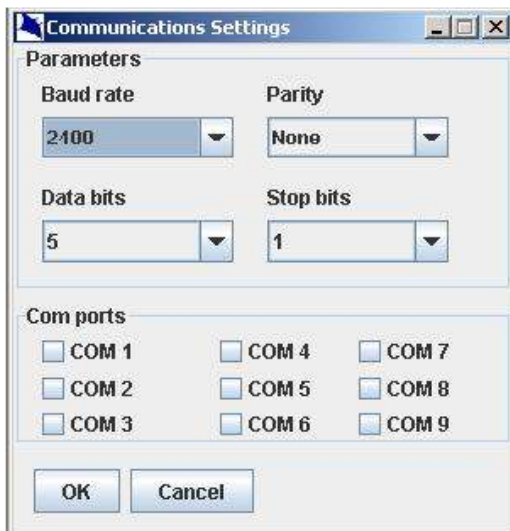 Communications Settings
Parameters
Baud rate Parity
2400 None
Data bits Stop bits
5 1
Com ports
COM 1 COM 4 COM 7
COM 2 COM 5 COM 8
COM 3 COM 6 COM 9
OK Cancel